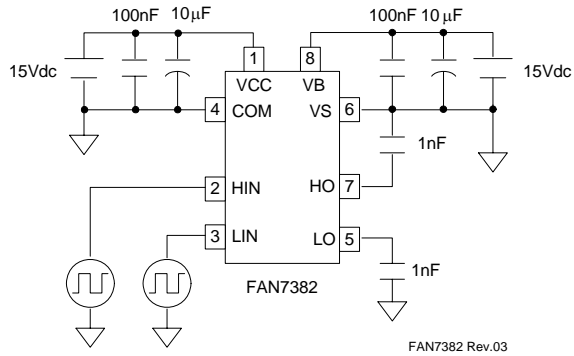 100nF 10μF 100nF 10μF
1 8
15Vdc VCC VB 15Vdc
4 COM VS 6
1nF
2 HIN HO 7
3 LIN LO 5
1nF
FAN7382
FAN7382 Rev.03